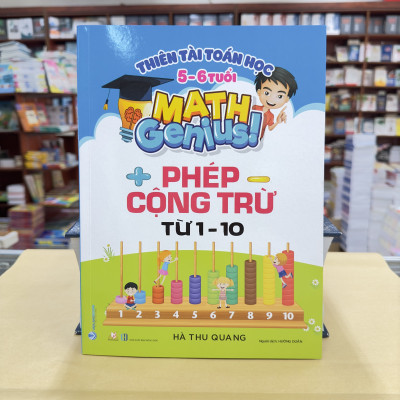 THIÊN TÀI TOÁN HỌC
5-6 TUỔI
MATH
Genius!
+ PHÉP -
CỘNG TRỪ
TỪ 1 - 10
1 2 3 4 5 6 7 8 9 10
HÀ THU QUANG